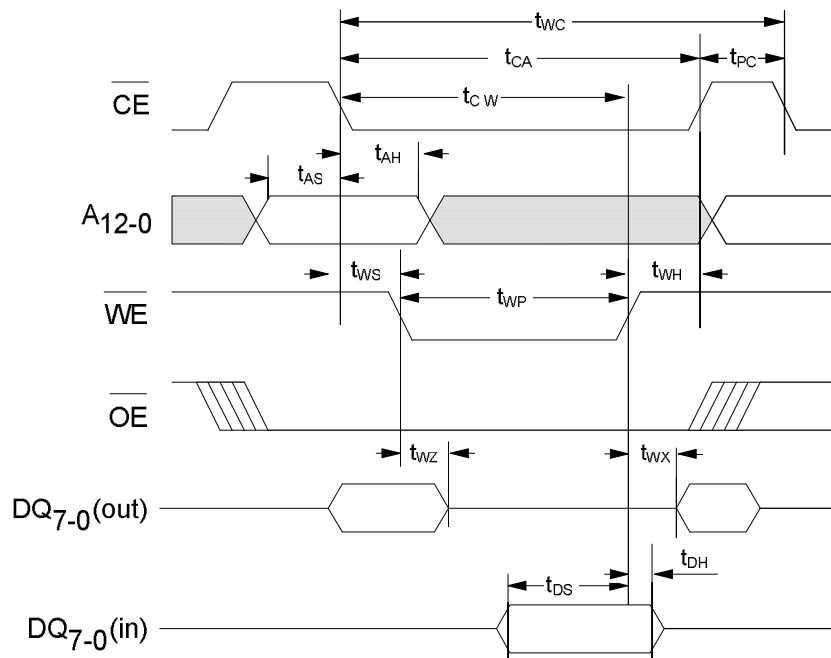 tWC
tCA
tPC
CE
tCW
tAH
tAS
A12-0
tWS
tWH
tWP
WE
OE
tWZ
tWX
DQ7-0(out)
tDH
tDS
DQ7-0(in)